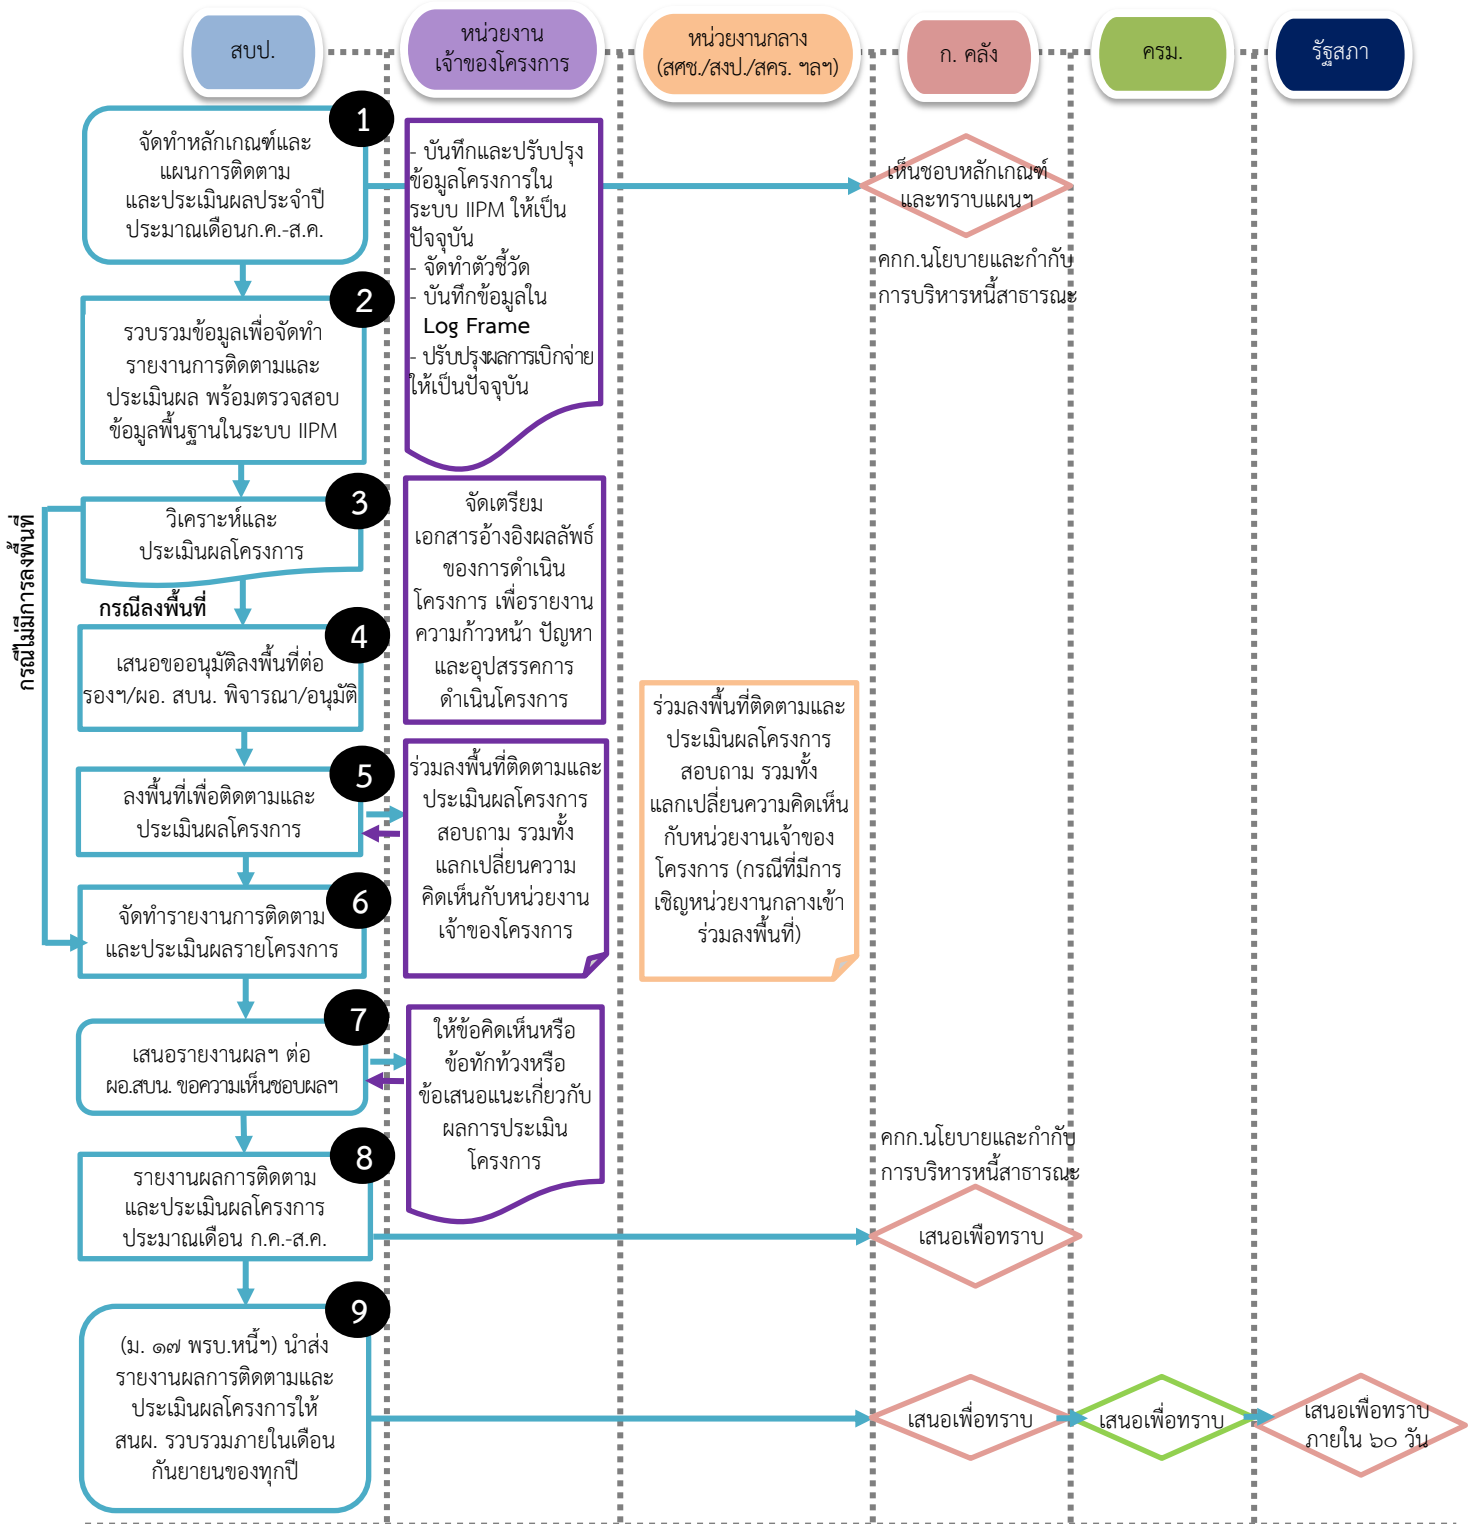 สบป.
หน่วยงาน
เจ้าของโครงการ
หน่วยงานกลาง
(สศช./สงป./สคร. ฯลฯ)
ก. คลัง
ครม.
รัฐสภา
1
จัดทำหลักเกณฑ์และ
แผนการติดตาม
และประเมินผลประจำปี
ประมาณเดือนก.ค.-ส.ค.
- บันทึกและปรับปรุง
ข้อมูลโครงการใน
ระบบ IIPM ให้เป็น
ปัจจุบัน
- จัดทำตัวชี้วัด
- บันทึกข้อมูลใน
Log Frame
- ปรับปรุงผลการเบิกจ่าย
ให้เป็นปัจจุบัน
เห็นชอบหลักเกณฑ์
และทราบแผนฯ
คกก.นโยบายและกำกับ
การบริหารหนี้สาธารณะ
2
รวบรวมข้อมูลเพื่อจัดทำ
รายงานการติดตามและ
ประเมินผล พร้อมตรวจสอบ
ข้อมูลพื้นฐานในระบบ IIPM
3
วิเคราะห์และ
ประเมินผลโครงการ
จัดเตรียม
เอกสารอ้างอิงผลลัพธ์
ของการดำเนิน
โครงการ เพื่อรายงาน
ความก้าวหน้า ปัญหา
และอุปสรรคการ
ดำเนินโครงการ
กรณีไม่มีการลงพื้นที่
กรณีลงพื้นที่
4
เสนอขออนุมัติลงพื้นที่ต่อ
รองฯ/ผอ. สบน. พิจารณา/อนุมัติ
5
ลงพื้นที่เพื่อติดตามและ
ประเมินผลโครงการ
ร่วมลงพื้นที่ติดตามและ
ประเมินผลโครงการ
สอบถาม รวมทั้ง
แลกเปลี่ยนความ
คิดเห็นกับหน่วยงาน
เจ้าของโครงการ
ร่วมลงพื้นที่ติดตามและ
ประเมินผลโครงการ
สอบถาม รวมทั้ง
แลกเปลี่ยนความคิดเห็น
กับหน่วยงานเจ้าของ
โครงการ (กรณีที่มีการ
เชิญหน่วยงานกลางเข้า
ร่วมลงพื้นที่)
6
จัดทำรายงานการติดตาม
และประเมินผลรายโครงการ
7
เสนอรายงานผลฯ ต่อ
ผอ.สบน. ขอความเห็นชอบผลฯ
ให้ข้อคิดเห็นหรือ
ข้อทักท้วงหรือ
ข้อเสนอแนะเกี่ยวกับ
ผลการประเมิน
โครงการ
8
รายงานผลการติดตาม
และประเมินผลโครงการ
ประมาณเดือน ก.ค.-ส.ค.
คกก.นโยบายและกำกับ
การบริหารหนี้สาธารณะ
เสนอเพื่อทราบ
9
(ม. ๑๗ พรบ.หนี้ฯ) นำส่ง
รายงานผลการติดตามและ
ประเมินผลโครงการให้
สนผ. รวบรวมภายในเดือน
กันยายนของทุกปี
เสนอเพื่อทราบ
เสนอเพื่อทราบ
เสนอเพื่อทราบ
ภายใน ๖๐ วัน